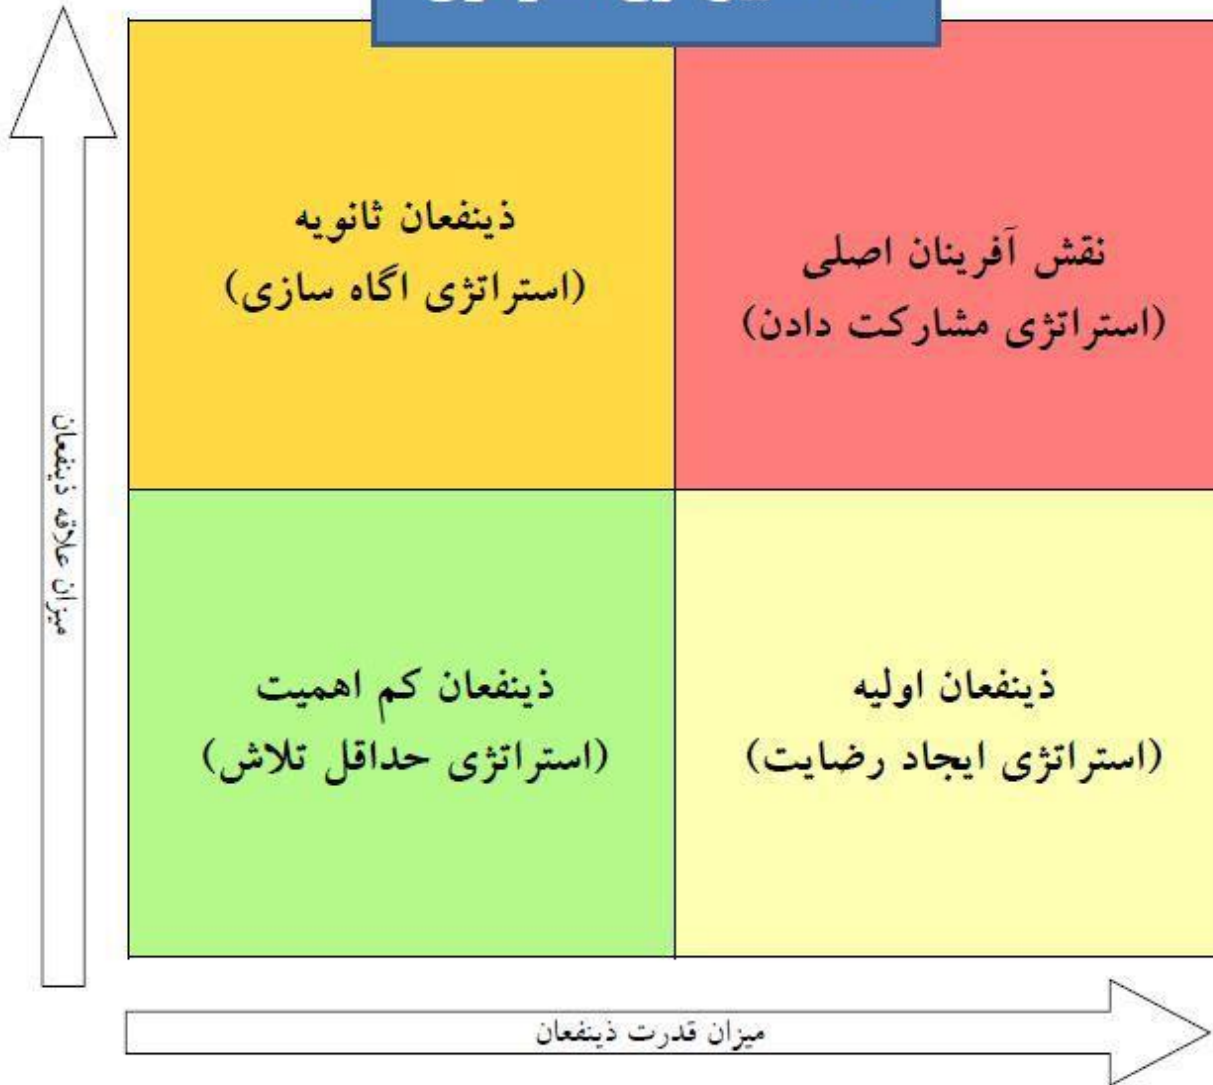 نقش آفرینان اصلی
(استراتژی مشارکت دادن)
ذینفعان ثانویه
(استراتژی اگاه سازی)
ذینفعان اولیه
(استراتژی ایجاد رضایت)
ذینفعان کم اهمیت
(استراتژی حداقل تلاش)
میزان علاقه ذینفعان
میزان قدرت ذینفعان